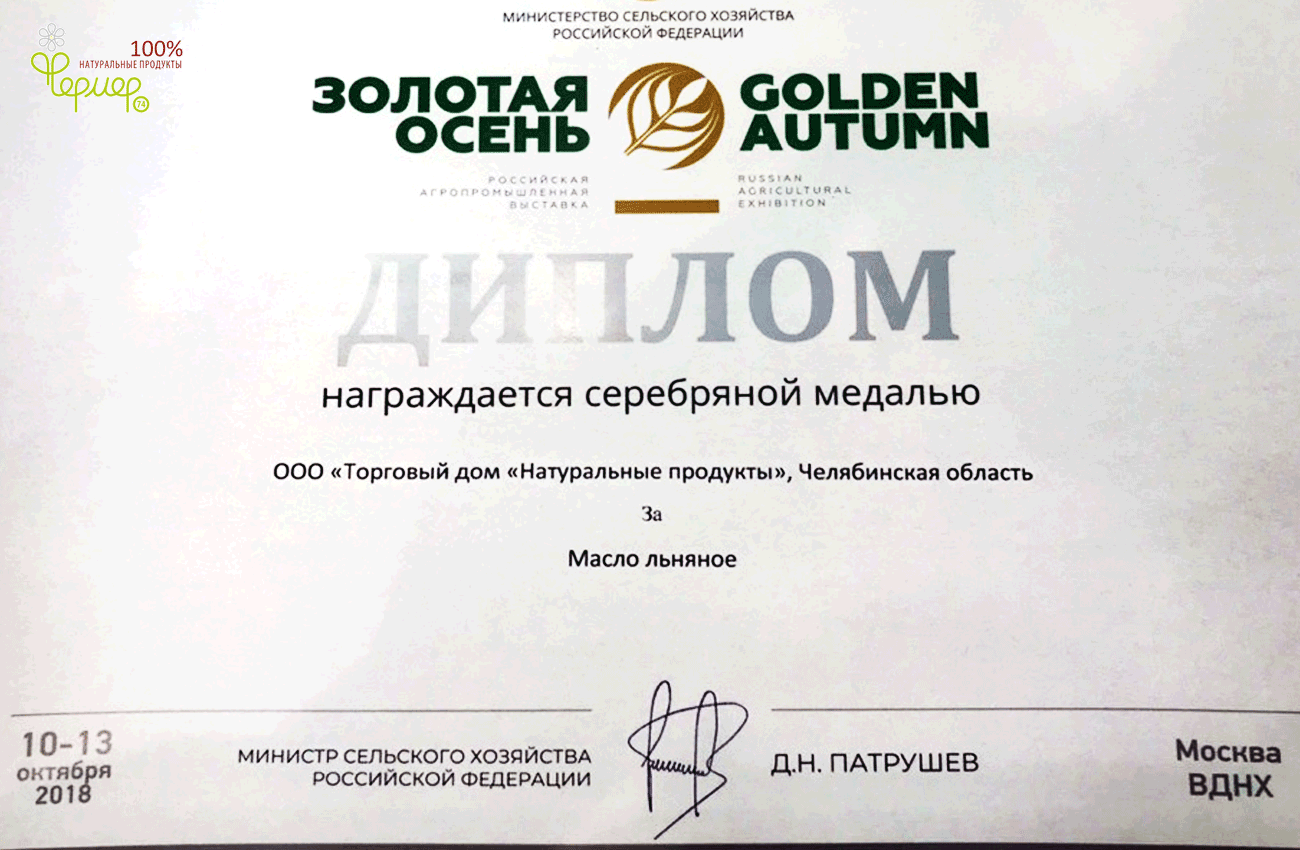 МИНИСТЕРСТВО СЕЛЬСКОГО ХОЗЯЙСТВА
РОССИЙСКОЙ ФЕДЕРАЦИИ
100%
НАТУРАЛЬНЫЕ ПРОДУКТЫ
Фермер
74
ЗОЛОТАЯ
ОСЕНЬ
GOLDEN
AUTUMN
РОССИЙСКАЯ
АГРОПРОМЫШЛЕННАЯ
ВЫСТАВКА
RUSSIAN
AGRICULTURAL
EXHIBITION
ДИПЛОМ
награждается серебряной медалью
ООО «Торговый дом «Натуральные продукты», Челябинская область
За
Масло льняное
10-13
октября
2018
МИНИСТР СЕЛЬСКОГО ХОЗЯЙСТВА
РОССИЙСКОЙ ФЕДЕРАЦИИ
Д.Н. ПАТРУШЕВ
Москва
ВДНХ